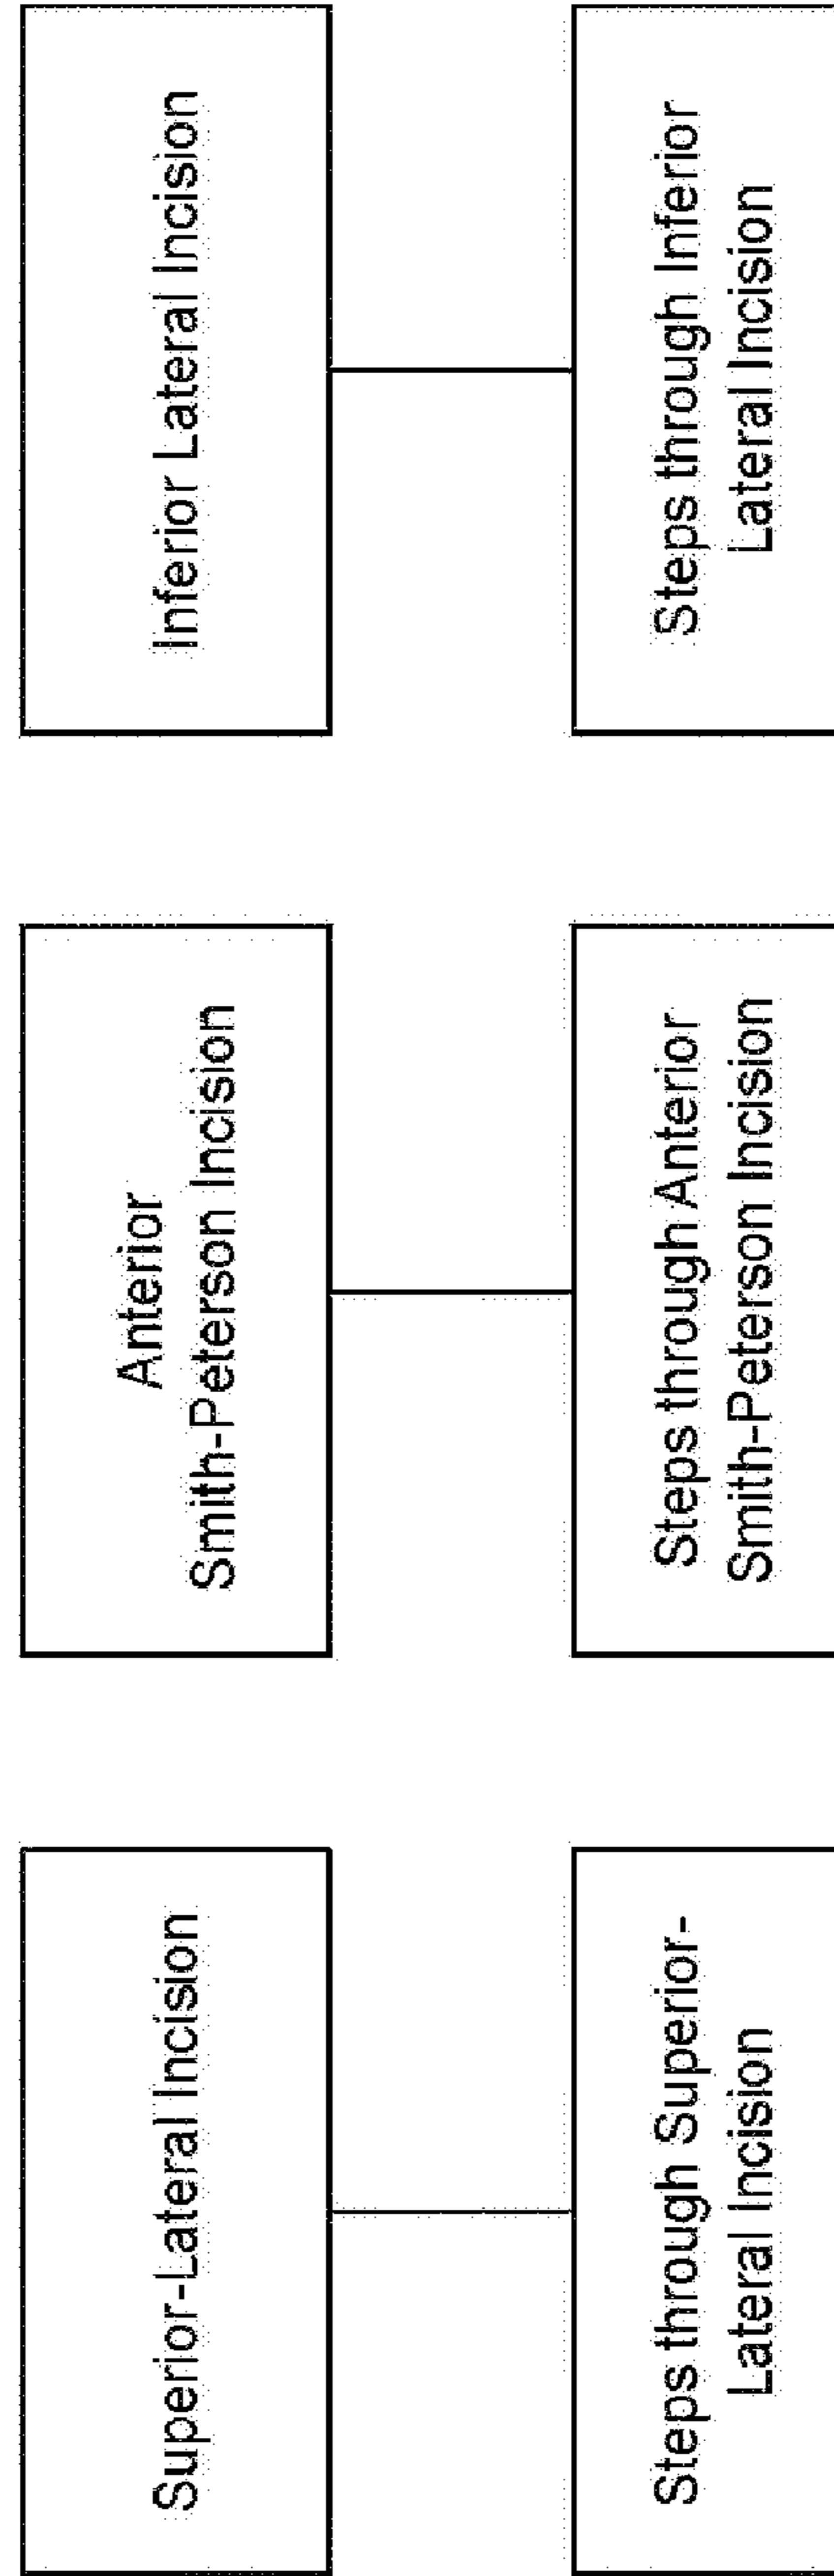 Superior-Lateral Incision
Anterior
Smith-Peterson Incision
Inferior Lateral Incision
Steps through Superior-
Lateral Incision
Steps through Anterior
Smith-Peterson Incision
Steps through Inferior
Lateral Incision